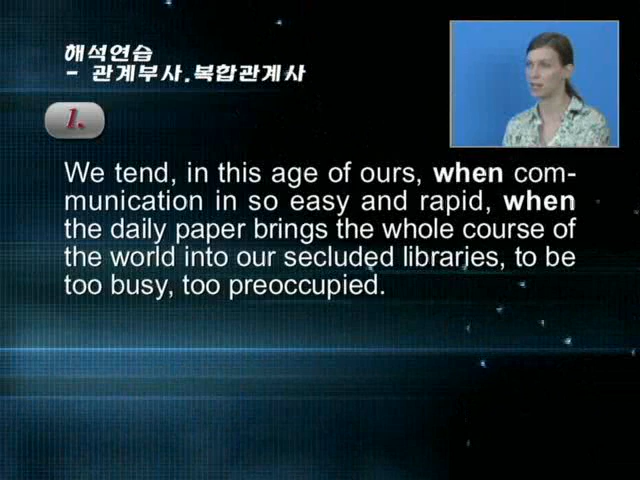 해석연습
- 관계부사.복합관계사
1.
We tend, in this age of ours, when com-
munication in so easy and rapid, when
the daily paper brings the whole course of
the world into our secluded libraries, to be
too busy, too preoccupied.